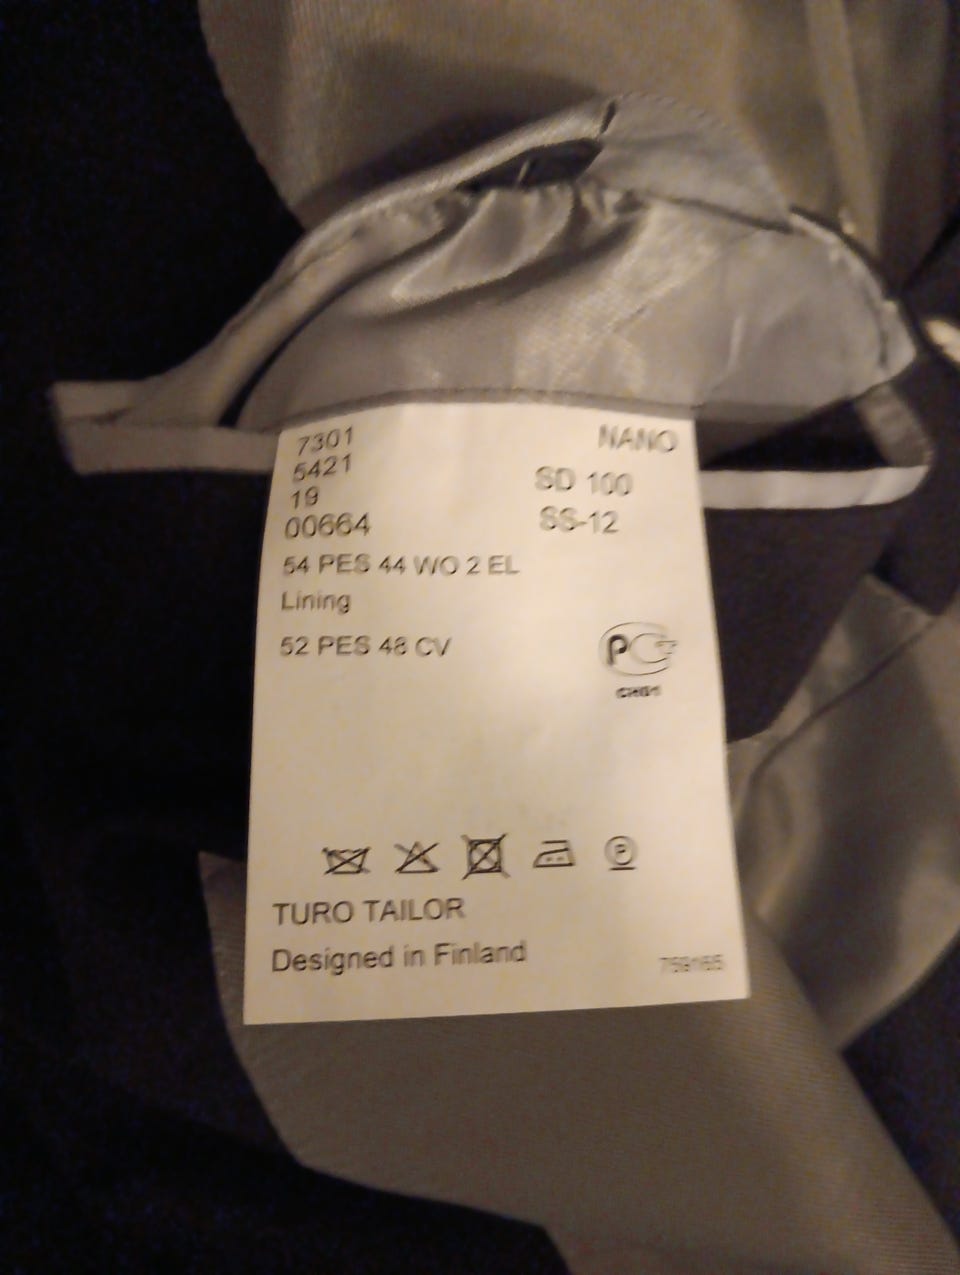 7301
NANO
5421
SD 100
19
00664
SS-12
54 PES 44 WO 2 EL
Lining
52 PES 48 CV
TURO TAILOR
Designed in Finland
759165